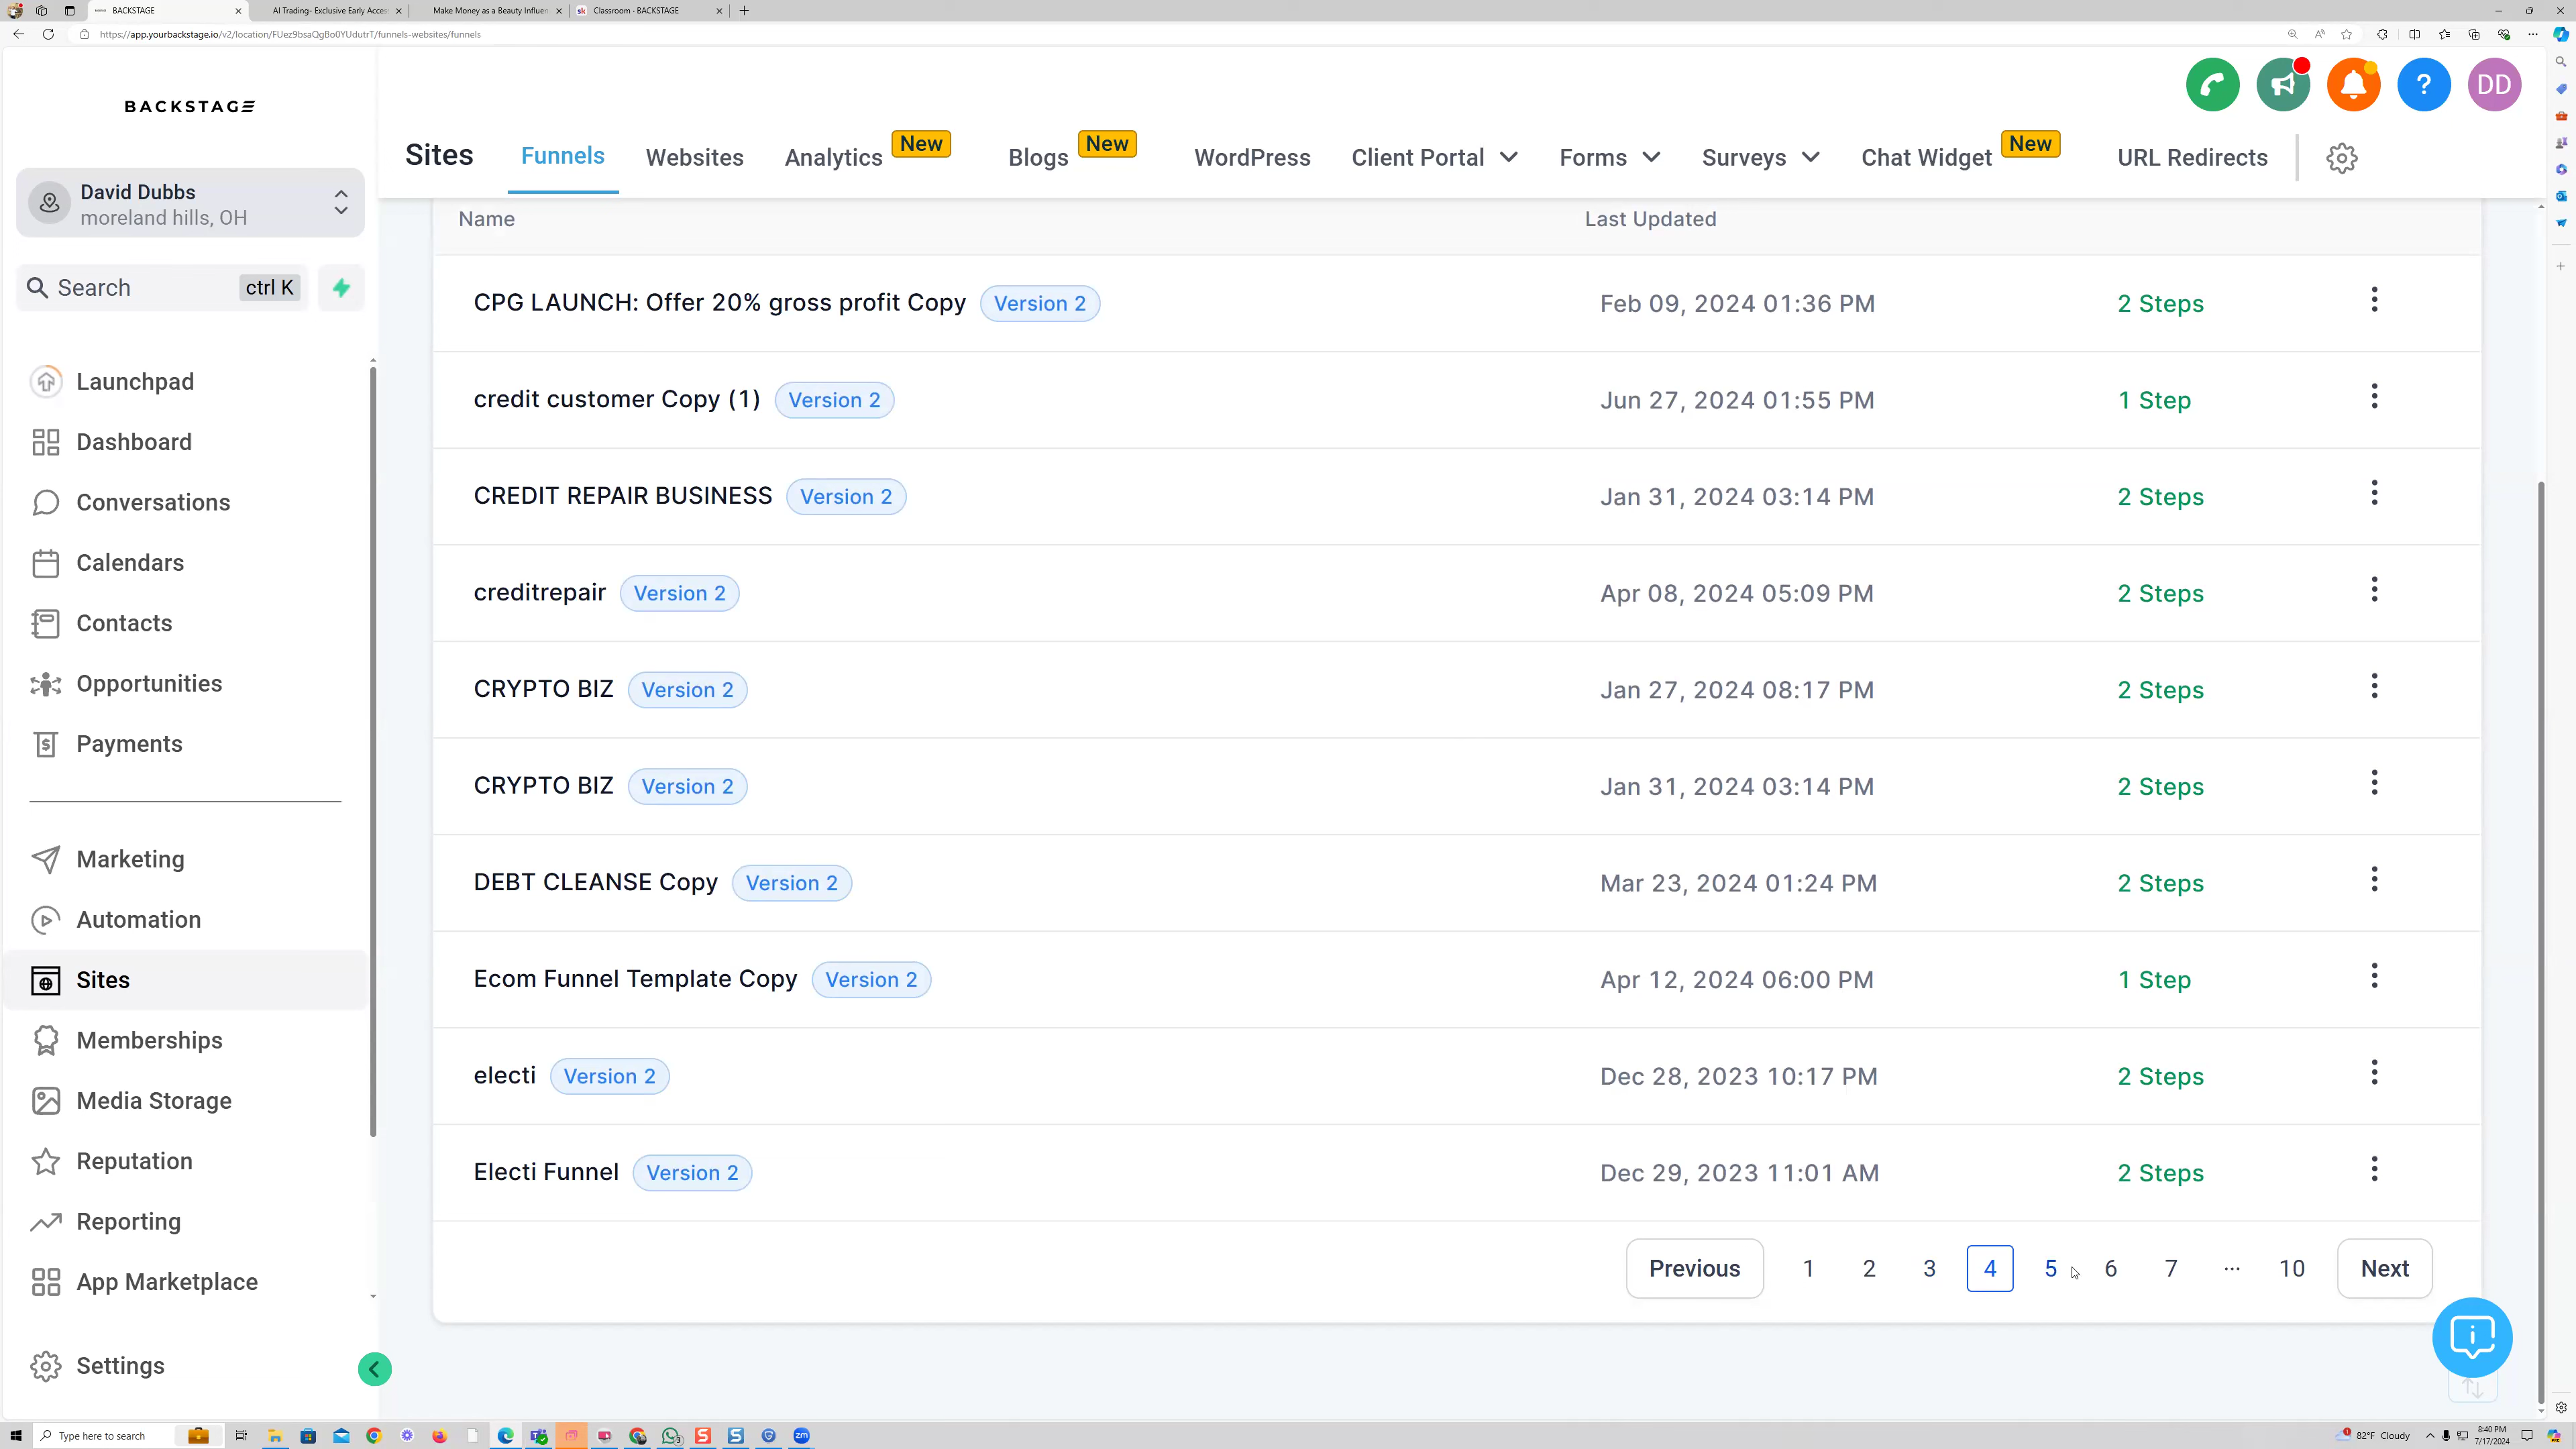 BACKSTAGE
AI Trading- Exclusive Early Acces
Make Money as a Beauty Influen
Classroom - BACKSTAGE
https://app.yourbackstage.io/v2/location/FUez9bsaQgBo0YUdutrT/funnels-websites/funnels
BACKSTAGE
DD
Sites
Funnels
Websites
Analytics
New
Blogs
New
WordPress
Client Portal
Forms
Surveys
Chat Widget
New
URL Redirects
David Dubbs
moreland hills, OH
Search
ctrl K
Launchpad
Dashboard
Conversations
Calendars
Contacts
Opportunities
Payments
Marketing
Automation
Sites
Memberships
Media Storage
Reputation
Reporting
App Marketplace
Settings
Name Last Updated
CPG LAUNCH: Offer 20% gross profit Copy Version 2 Feb 09, 2024 01:36 PM 2 Steps
credit customer Copy (1) Version 2 Jun 27, 2024 01:55 PM 1 Step
CREDIT REPAIR BUSINESS Version 2 Jan 31, 2024 03:14 PM 2 Steps
creditrepair Version 2 Apr 08, 2024 05:09 PM 2 Steps
CRYPTO BIZ Version 2 Jan 27, 2024 08:17 PM 2 Steps
CRYPTO BIZ Version 2 Jan 31, 2024 03:14 PM 2 Steps
DEBT CLEANSE Copy Version 2 Mar 23, 2024 01:24 PM 2 Steps
Ecom Funnel Template Copy Version 2 Apr 12, 2024 06:00 PM 1 Step
electi Version 2 Dec 28, 2023 10:17 PM 2 Steps
Electi Funnel Version 2 Dec 29, 2023 11:01 AM 2 Steps
Previous 1 2 3 4 5 6 7 ... 10 Next
Type here to search
82°F Cloudy
8:40 PM
7/17/2024